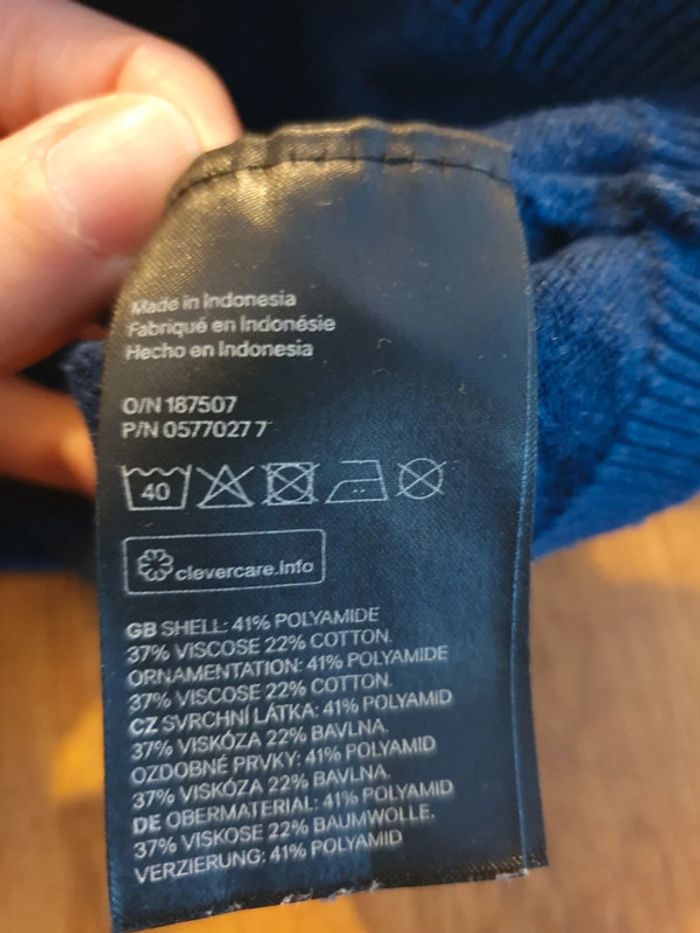 Made in Indonesia
Fabriqué en Indonésie
Hecho en Indonesia
O/N 187507
P/N 0577027 7
40
clevercare.info
GB SHELL: 41% POLYAMIDE
37% VISCOSE 22% COTTON.
ORNAMENTATION: 41% POLYAMIDE
37% VISCOSE 22% COTTON.
CZ SVRCHNÍ LÁTKA: 41% POLYAMID
37% VISKÓZA 22% BAVLNA.
OZDOBNÉ PRVKY: 41% POLYAMID
37% VISKÓZA 22% BAVLNA.
DE OBERMATERIAL: 41% POLYAMID
37% VISKOSE 22% BAUMWOLLE.
VERZIERUNG: 41% POLYAMID